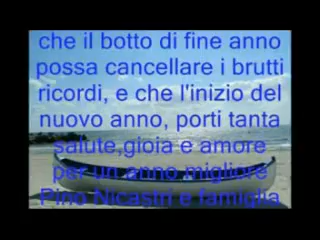 che il botto di fine anno
possa cancellare i brutti
ricordi, e che l'inizio del
nuovo anno, porti tanta
salute,gioia e amore
per un anno migliore
Pino Nicastri e famiglia